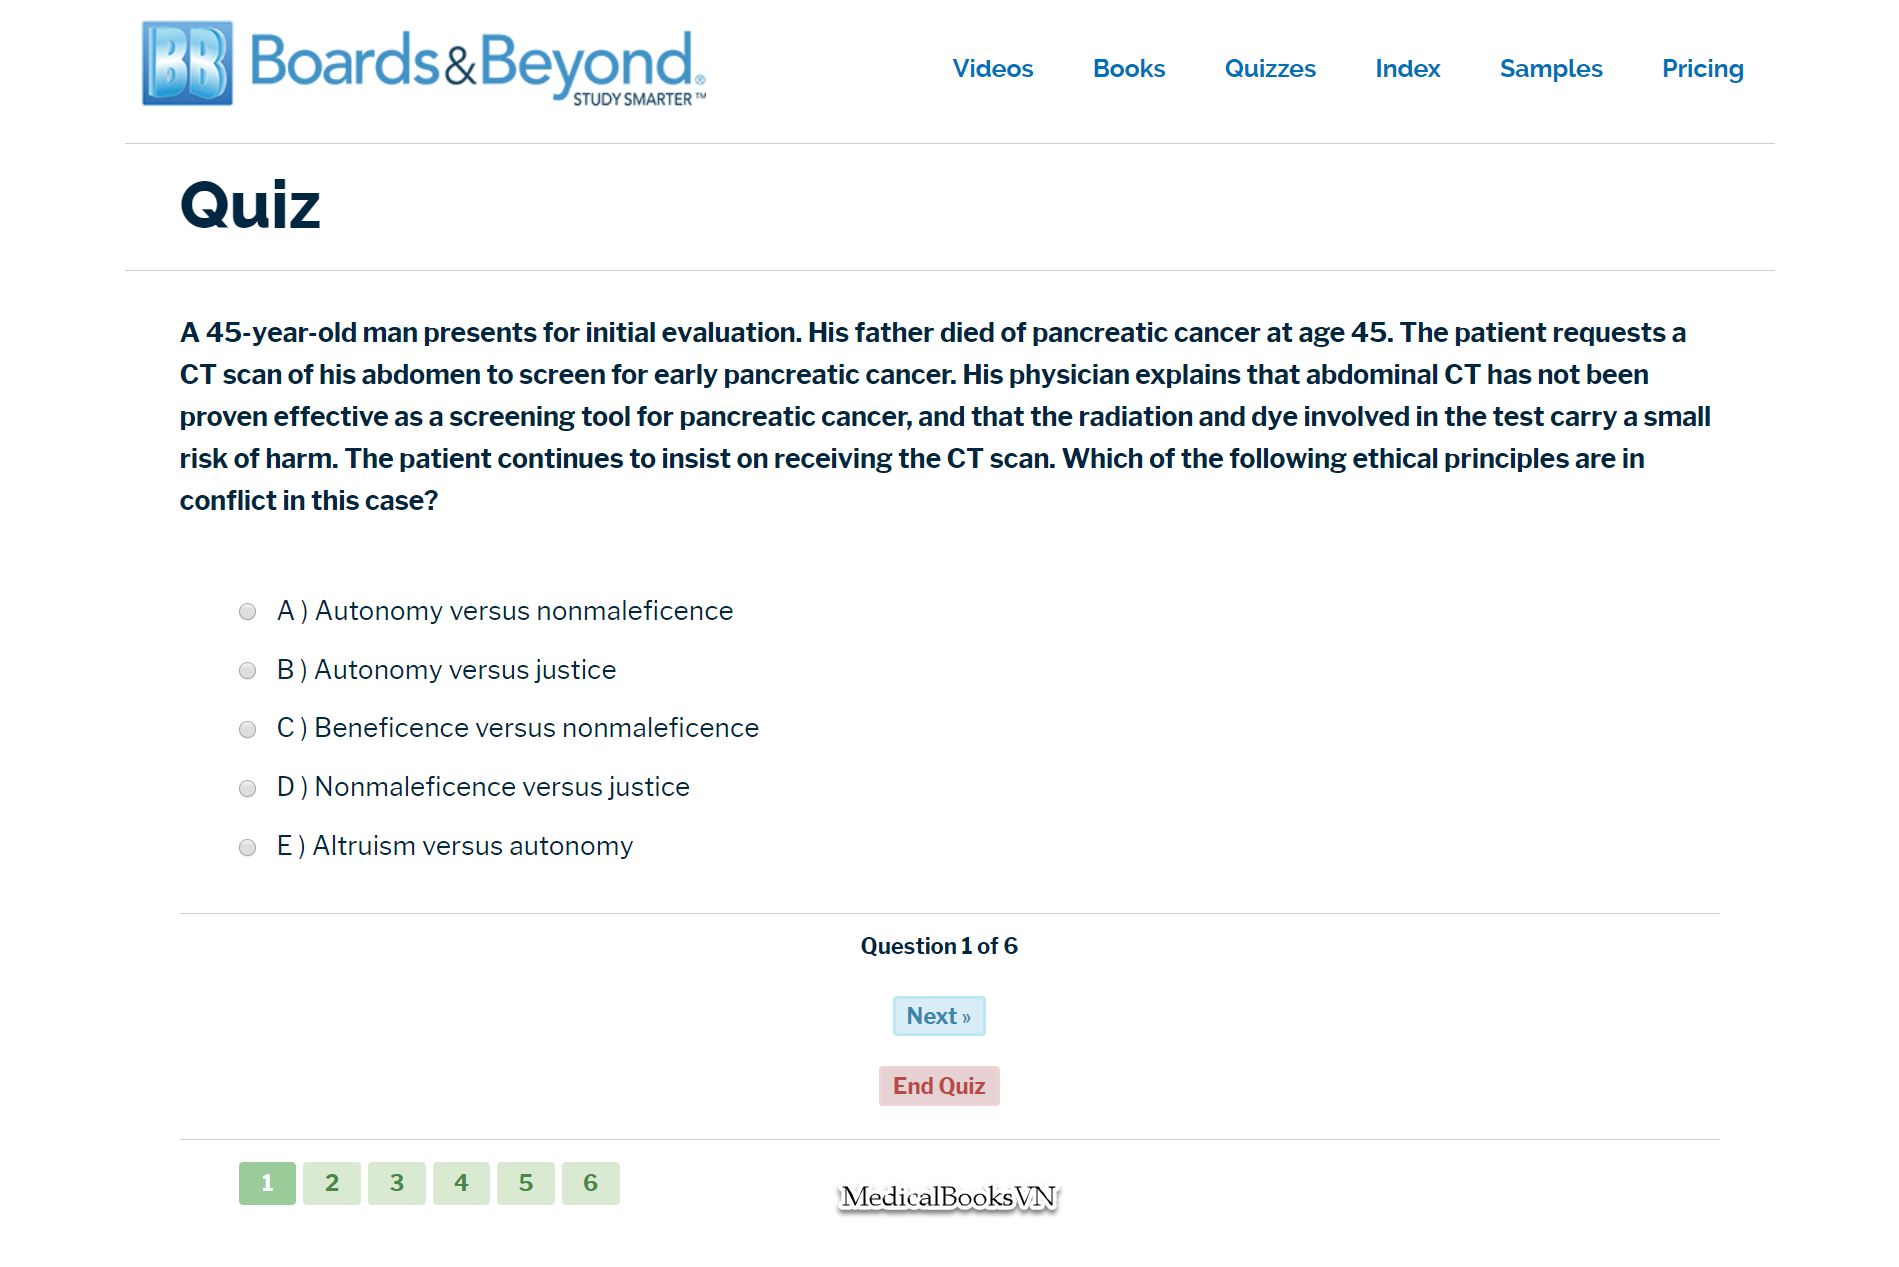 BB Boards&Beyond®
STUDY SMARTER™
Videos Books Quizzes Index Samples Pricing
Quiz
A 45-year-old man presents for initial evaluation. His father died of pancreatic cancer at age 45. The patient requests a
CT scan of his abdomen to screen for early pancreatic cancer. His physician explains that abdominal CT has not been
proven effective as a screening tool for pancreatic cancer, and that the radiation and dye involved in the test carry a small
risk of harm. The patient continues to insist on receiving the CT scan. Which of the following ethical principles are in
conflict in this case?
A ) Autonomy versus nonmaleficence
B ) Autonomy versus justice
C ) Beneficence versus nonmaleficence
D ) Nonmaleficence versus justice
E ) Altruism versus autonomy
Question 1 of 6
Next »
End Quiz
1 2 3 4 5 6
MedicalBooksVN